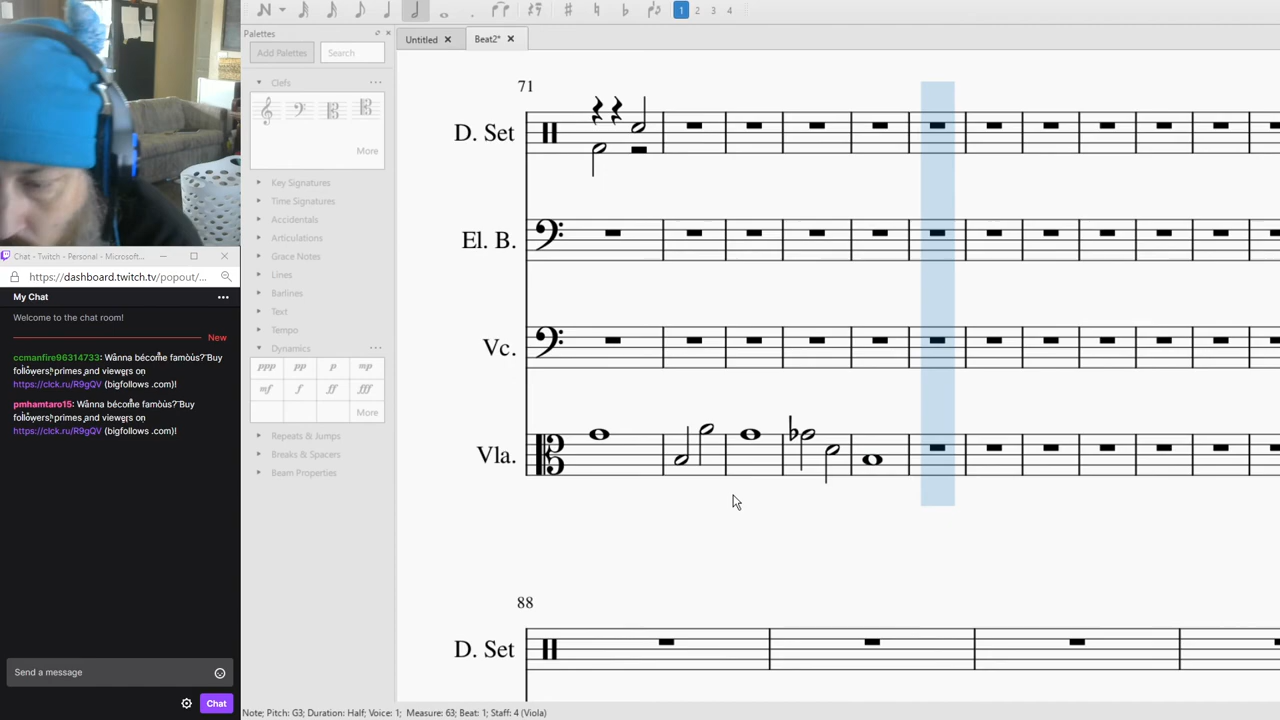 1 2 3 4
Palettes
Add Palettes
Search
Untitled
Beat2*
Clefs
More
Key Signatures
Time Signatures
Accidentals
Articulations
Grace Notes
Lines
Barlines
Text
Tempo
Dynamics
ppp pp p mp
mf f ff fff
More
Repeats & Jumps
Breaks & Spacers
Beam Properties
Chat - Twitch - Personal - Microsoft...
https://dashboard.twitch.tv/popout/...
My Chat
Welcome to the chat room!
New
ccmanfire96314733: Wanna become famous? Buy
followers, primes and viewers on
https://clck.ru/R9gQV (bigfollows .com)!
pmhamtaro15: Wanna become famous? Buy
followers, primes and viewers on
https://clck.ru/R9gQV (bigfollows .com)!
Send a message
Chat
71
D. Set
El. B.
Vc.
Vla.
88
D. Set
Note; Pitch: G3; Duration: Half; Voice: 1; Measure: 63; Beat: 1; Staff: 4 (Viola)